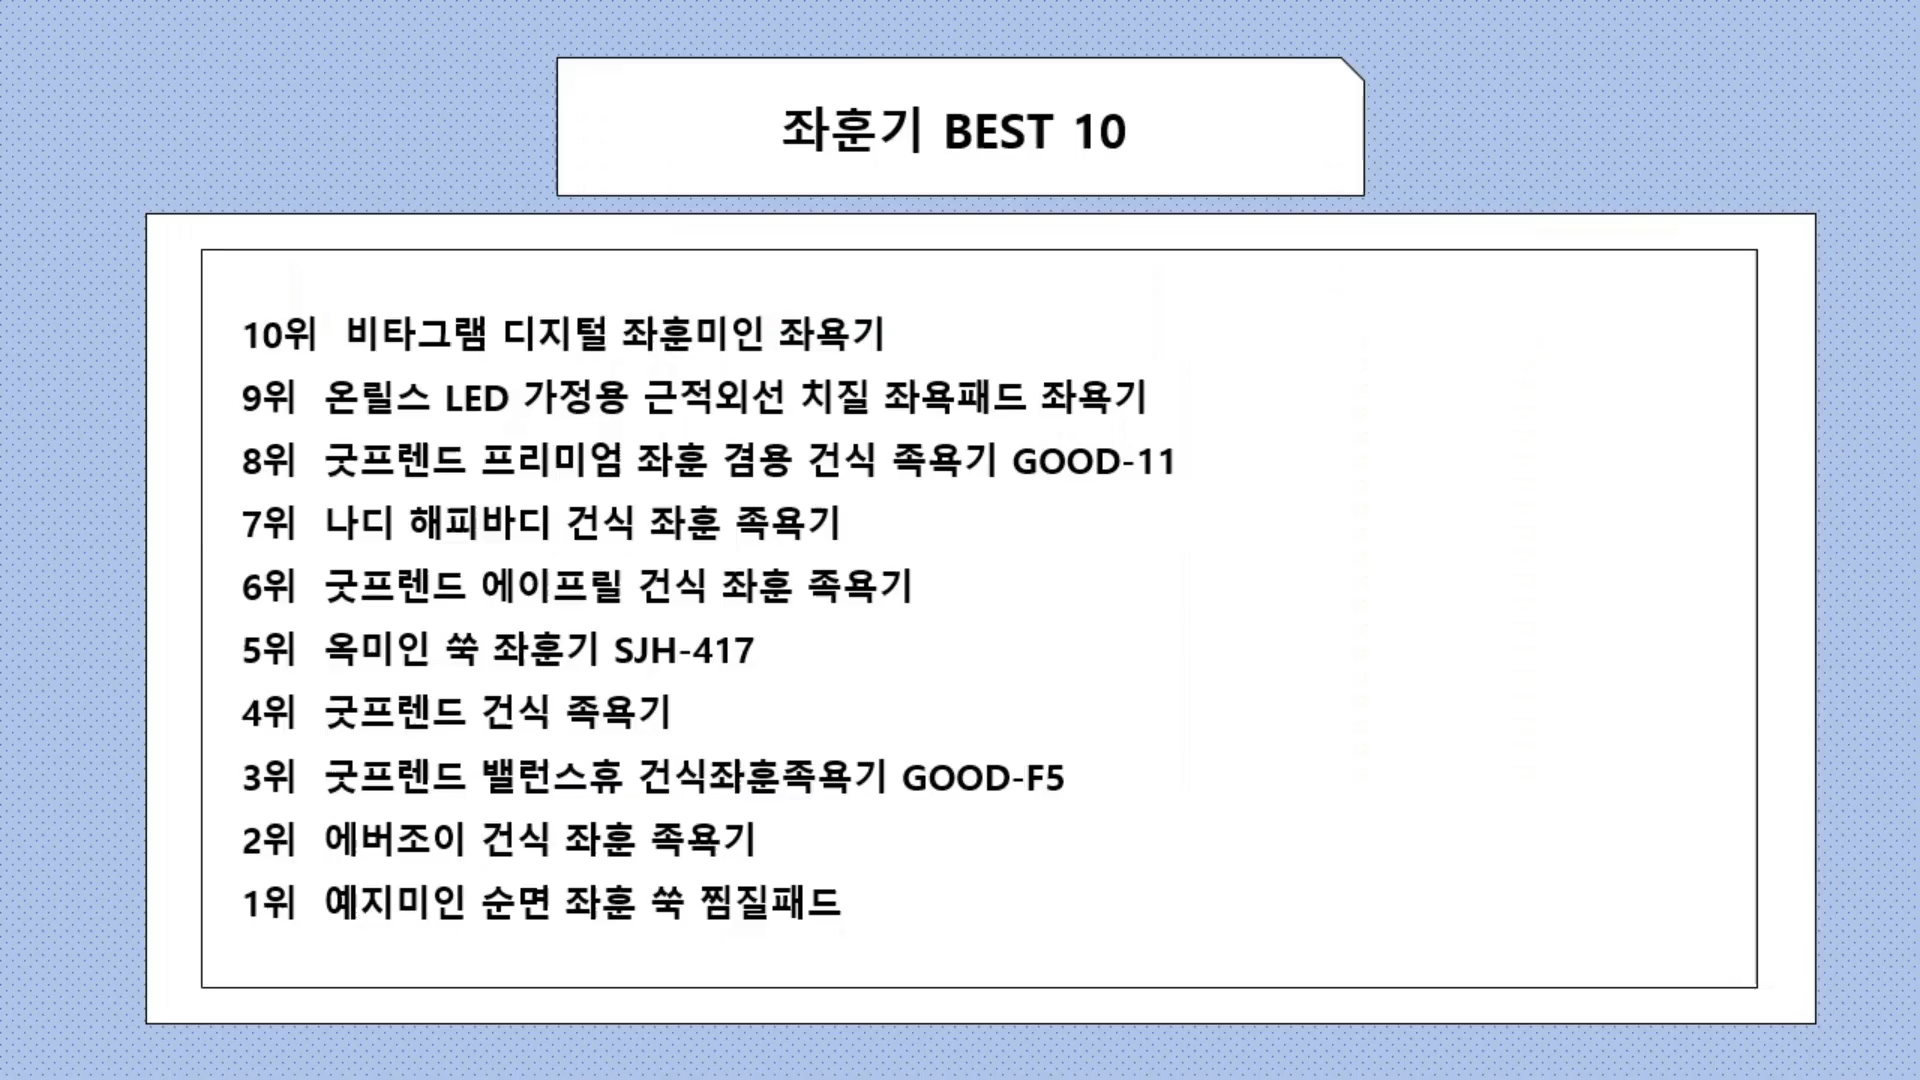 좌훈기 BEST 10
10위 비타그램 디지털 좌훈미인 좌욕기
9위 온릴스 LED 가정용 근적외선 치질 좌욕패드 좌욕기
8위 굿프렌드 프리미엄 좌훈 겸용 건식 족욕기 GOOD-11
7위 나디 해피바디 건식 좌훈 족욕기
6위 굿프렌드 에이프릴 건식 좌훈 족욕기
5위 옥미인 쑥 좌훈기 SJH-417
4위 굿프렌드 건식 족욕기
3위 굿프렌드 밸런스휴 건식좌훈족욕기 GOOD-F5
2위 에버조이 건식 좌훈 족욕기
1위 예지미인 순면 좌훈 쑥 찜질패드